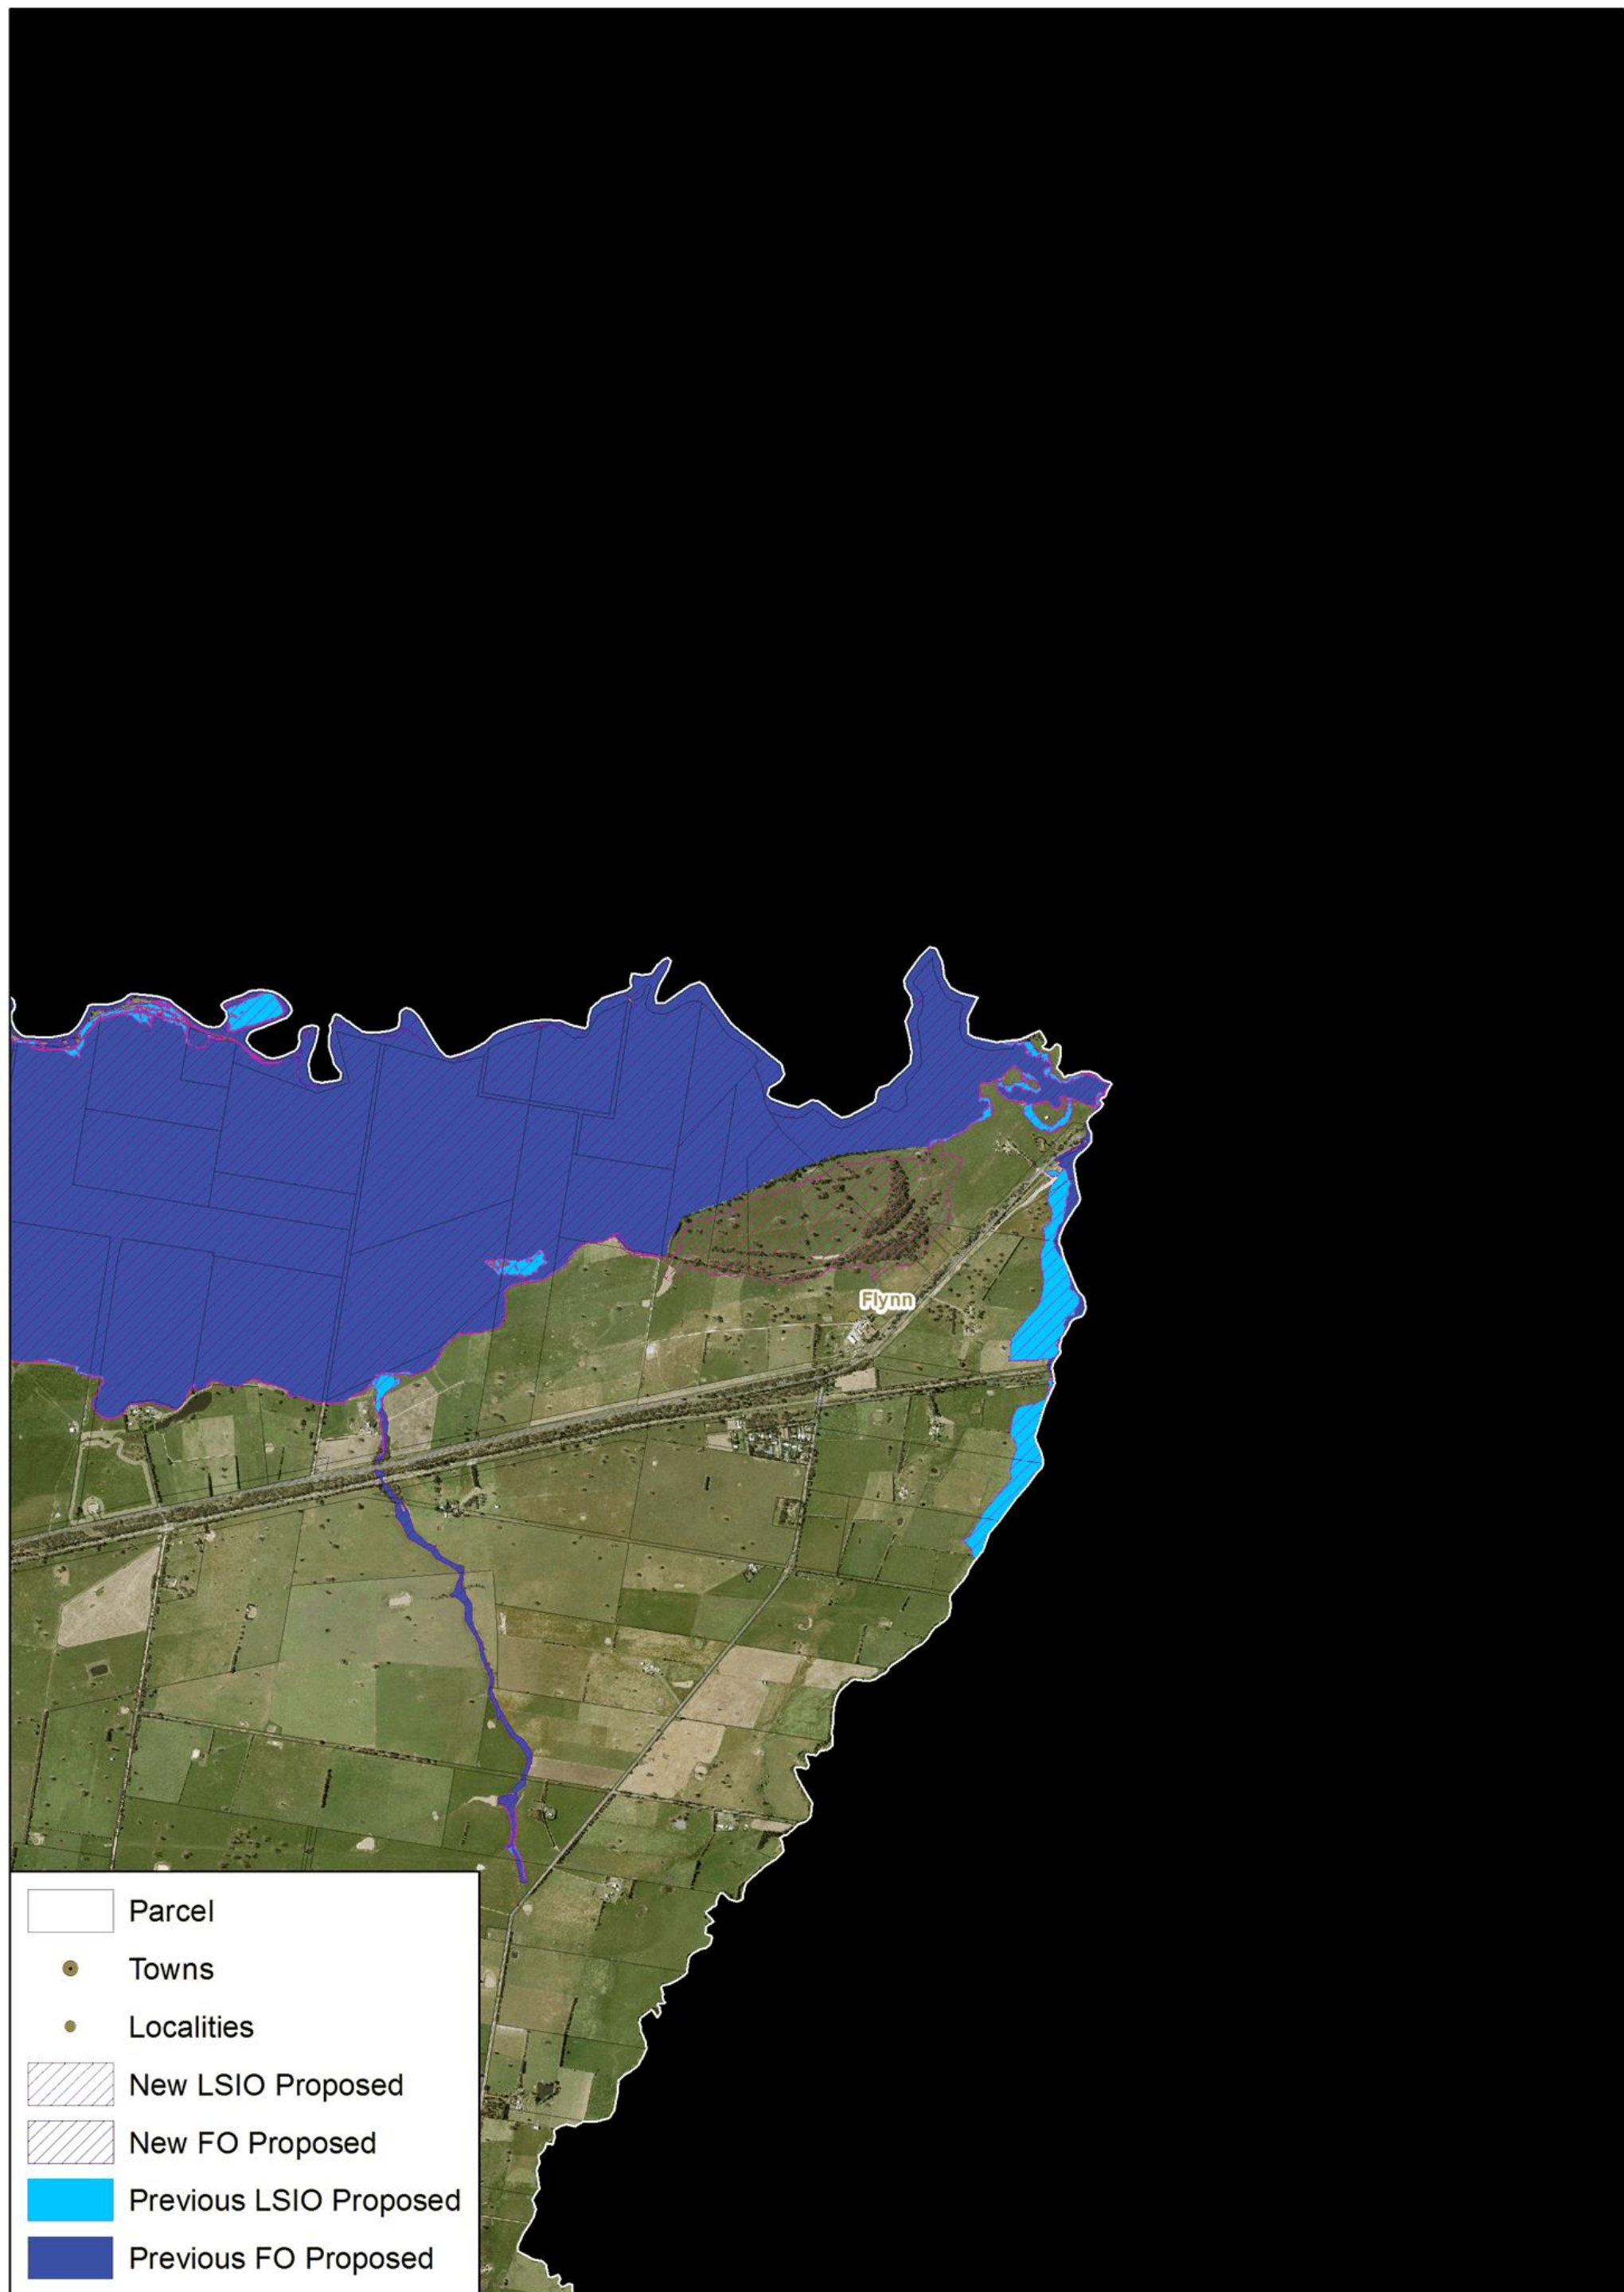 Flynn
Parcel
Towns
Localities
New LSIO Proposed
New FO Proposed
Previous LSIO Proposed
Previous FO Proposed